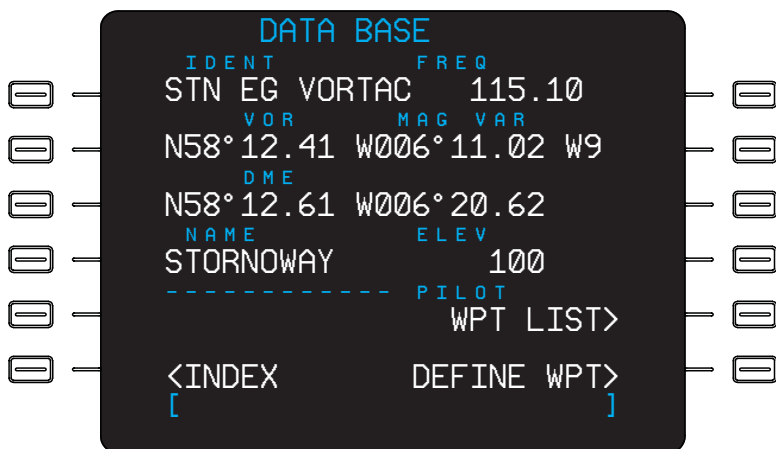 DATA BASE
IDENT FREQ
STN EG VORTAC 115.10
VOR MAG VAR
N58°12.41 W006°11.02 W9
DME
N58°12.61 W006°20.62
NAME ELEV
STORNOWAY 100
------------ PILOT
WPT LIST>
<INDEX DEFINE WPT>
[ ]